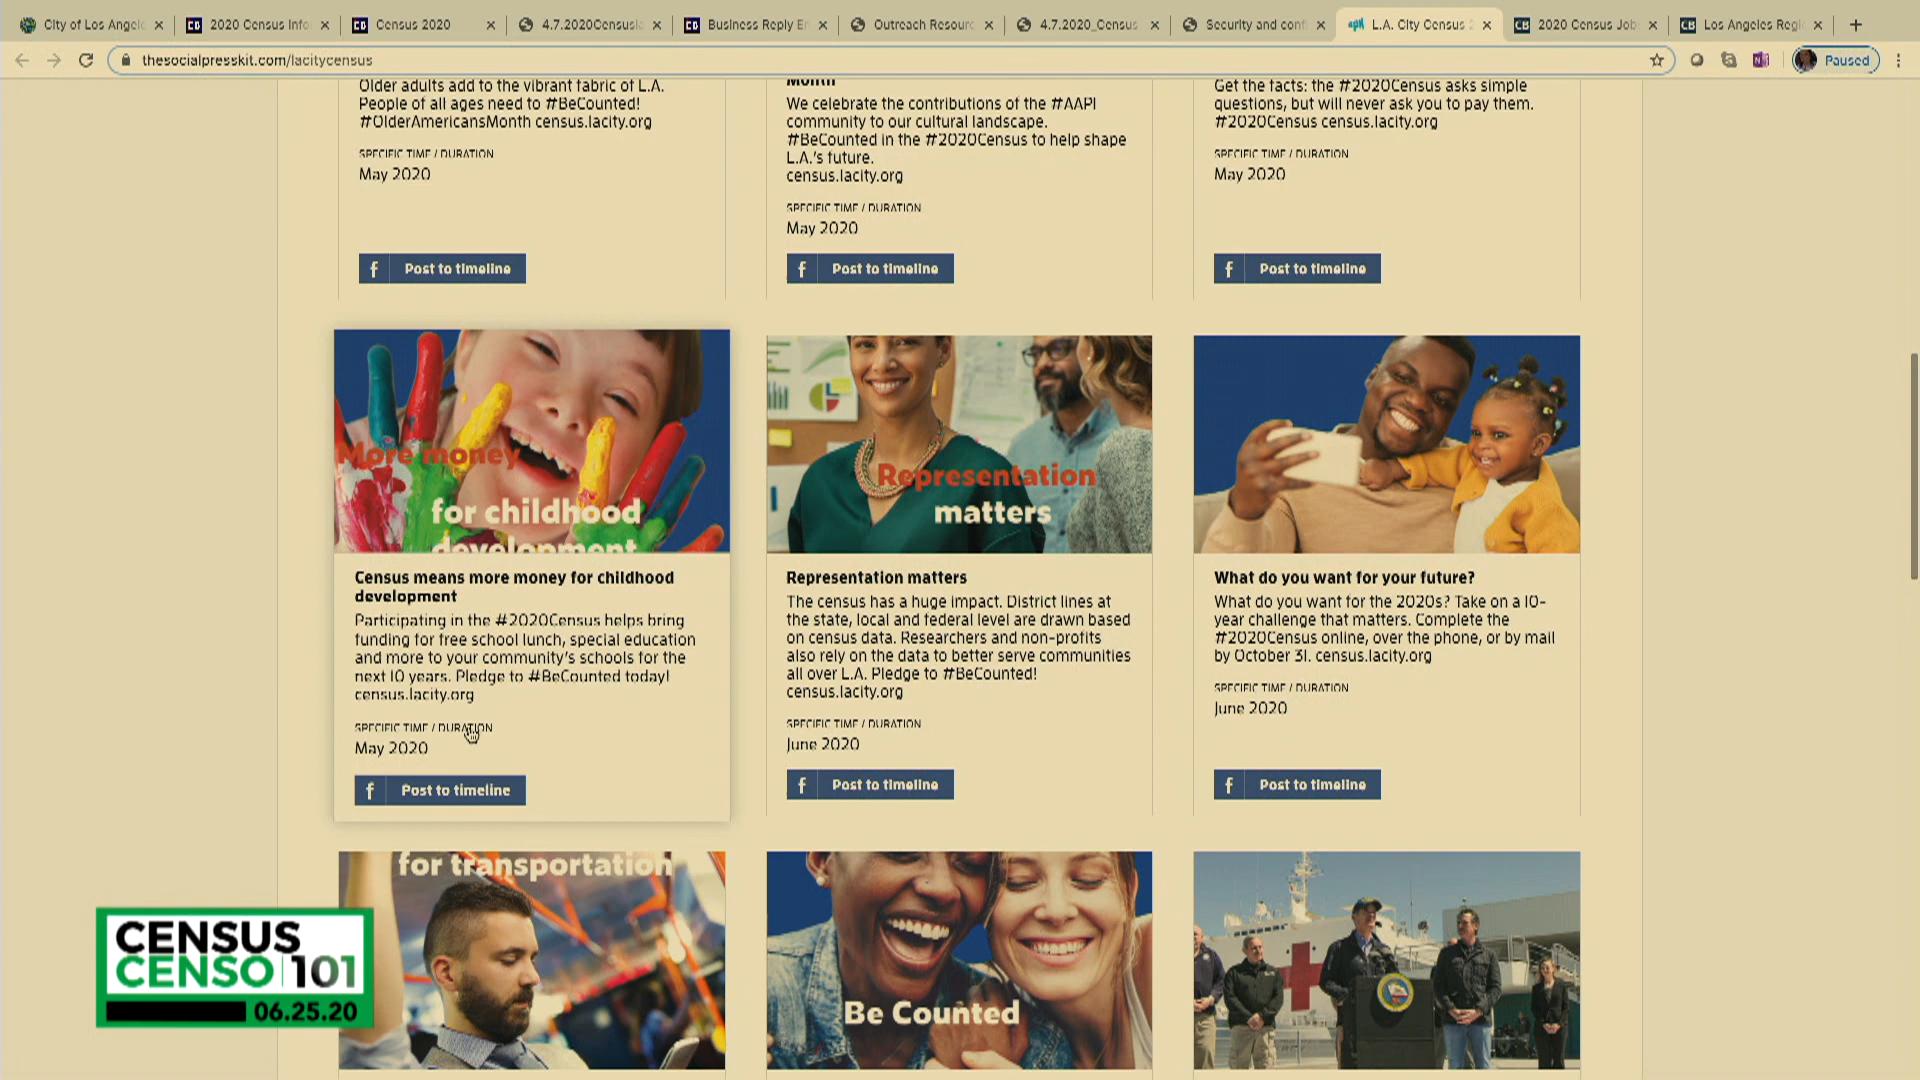 City of Los Angele
2020 Census Info
Census 2020
4.7.2020Censusla
Business Reply En
Outreach Resourc
4.7.2020_Census
Security and confi
L.A. City Census 2
2020 Census Job
Los Angeles Regi
thesocialpresskit.com/lacitycensus
Paused
Older adults add to the vibrant fabric of L.A.
People of all ages need to #BeCounted!
#OlderAmericansMonth census.lacity.org
SPECIFIC TIME / DURATION
May 2020
Post to timeline
Month
We celebrate the contributions of the #AAPI
community to our cultural landscape.
#BeCounted in the #2020Census to help shape
L.A.'s future.
census.lacity.org
SPECIFIC TIME / DURATION
May 2020
Post to timeline
Get the facts: the #2020Census asks simple
questions, but will never ask you to pay them.
#2020Census census.lacity.org
SPECIFIC TIME / DURATION
May 2020
Post to timeline
More money
for childhood
development
Census means more money for childhood
development
Participating in the #2020Census helps bring
funding for free school lunch, special education
and more to your community's schools for the
next 10 years. Pledge to #BeCounted today!
census.lacity.org
SPECIFIC TIME / DURATION
May 2020
Post to timeline
Representation
matters
Representation matters
The census has a huge impact. District lines at
the state, local and federal level are drawn based
on census data. Researchers and non-profits
also rely on the data to better serve communities
all over L.A. Pledge to #BeCounted!
census.lacity.org
SPECIFIC TIME / DURATION
June 2020
Post to timeline
What do you want for your future?
What do you want for the 2020s? Take on a 10-
year challenge that matters. Complete the
#2020Census online, over the phone, or by mail
by October 31. census.lacity.org
SPECIFIC TIME / DURATION
June 2020
Post to timeline
for transportation
Be Counted
CENSUS
CENSO 101
06.25.20